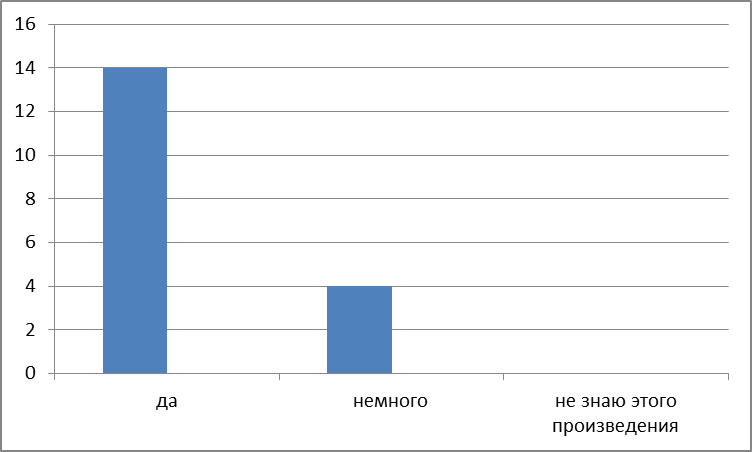 16
14
12
10
8
6
4
2
0
да
немного
не знаю этого
произведения